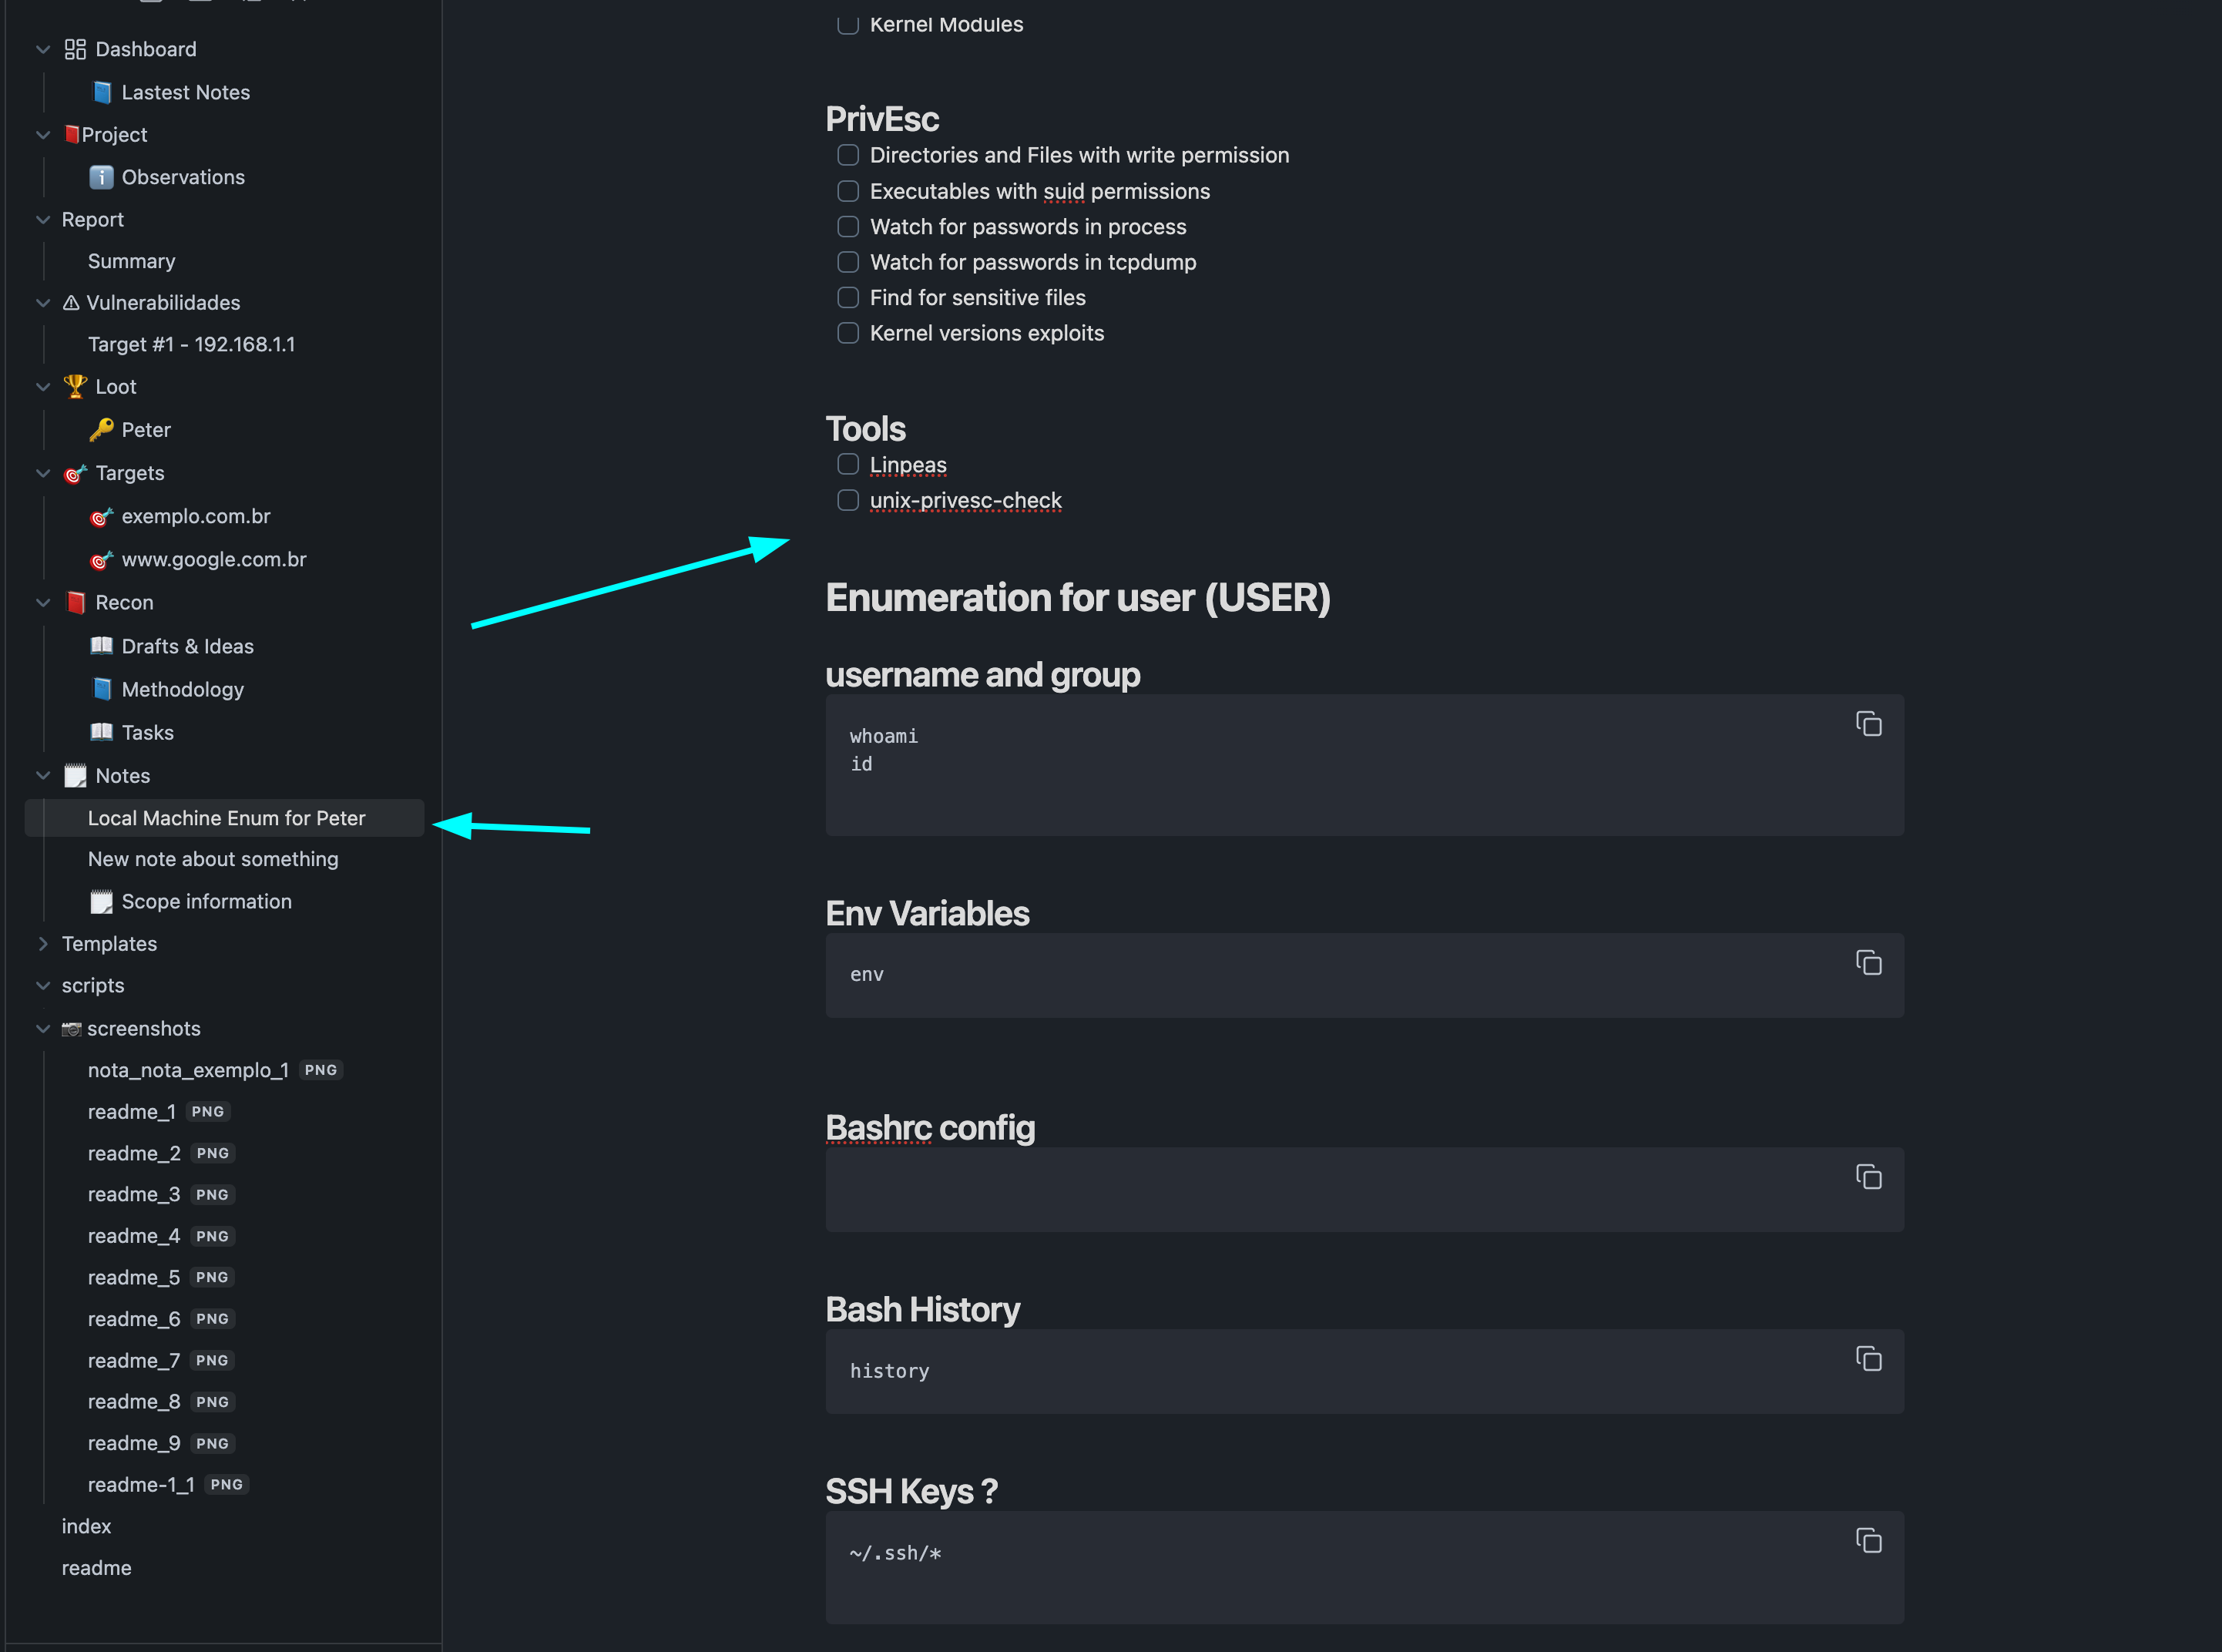 Dashboard
Lastest Notes
Project
Observations
Report
Summary
Vulnerabilidades
Target #1 - 192.168.1.1
Loot
Peter
Targets
exemplo.com.br
www.google.com.br
Recon
Drafts & Ideas
Methodology
Tasks
Notes
Local Machine Enum for Peter
New note about something
Scope information
Templates
scripts
screenshots
nota_nota_exemplo_1 PNG
readme_1 PNG
readme_2 PNG
readme_3 PNG
readme_4 PNG
readme_5 PNG
readme_6 PNG
readme_7 PNG
readme_8 PNG
readme_9 PNG
readme-1_1 PNG
index
readme
Kernel Modules
PrivEsc
Directories and Files with write permission
Executables with suid permissions
Watch for passwords in process
Watch for passwords in tcpdump
Find for sensitive files
Kernel versions exploits
Tools
Linpeas
unix-privesc-check
Enumeration for user (USER)
username and group
whoami
id
Env Variables
env
Bashrc config
Bash History
history
SSH Keys ?
~/.ssh/*